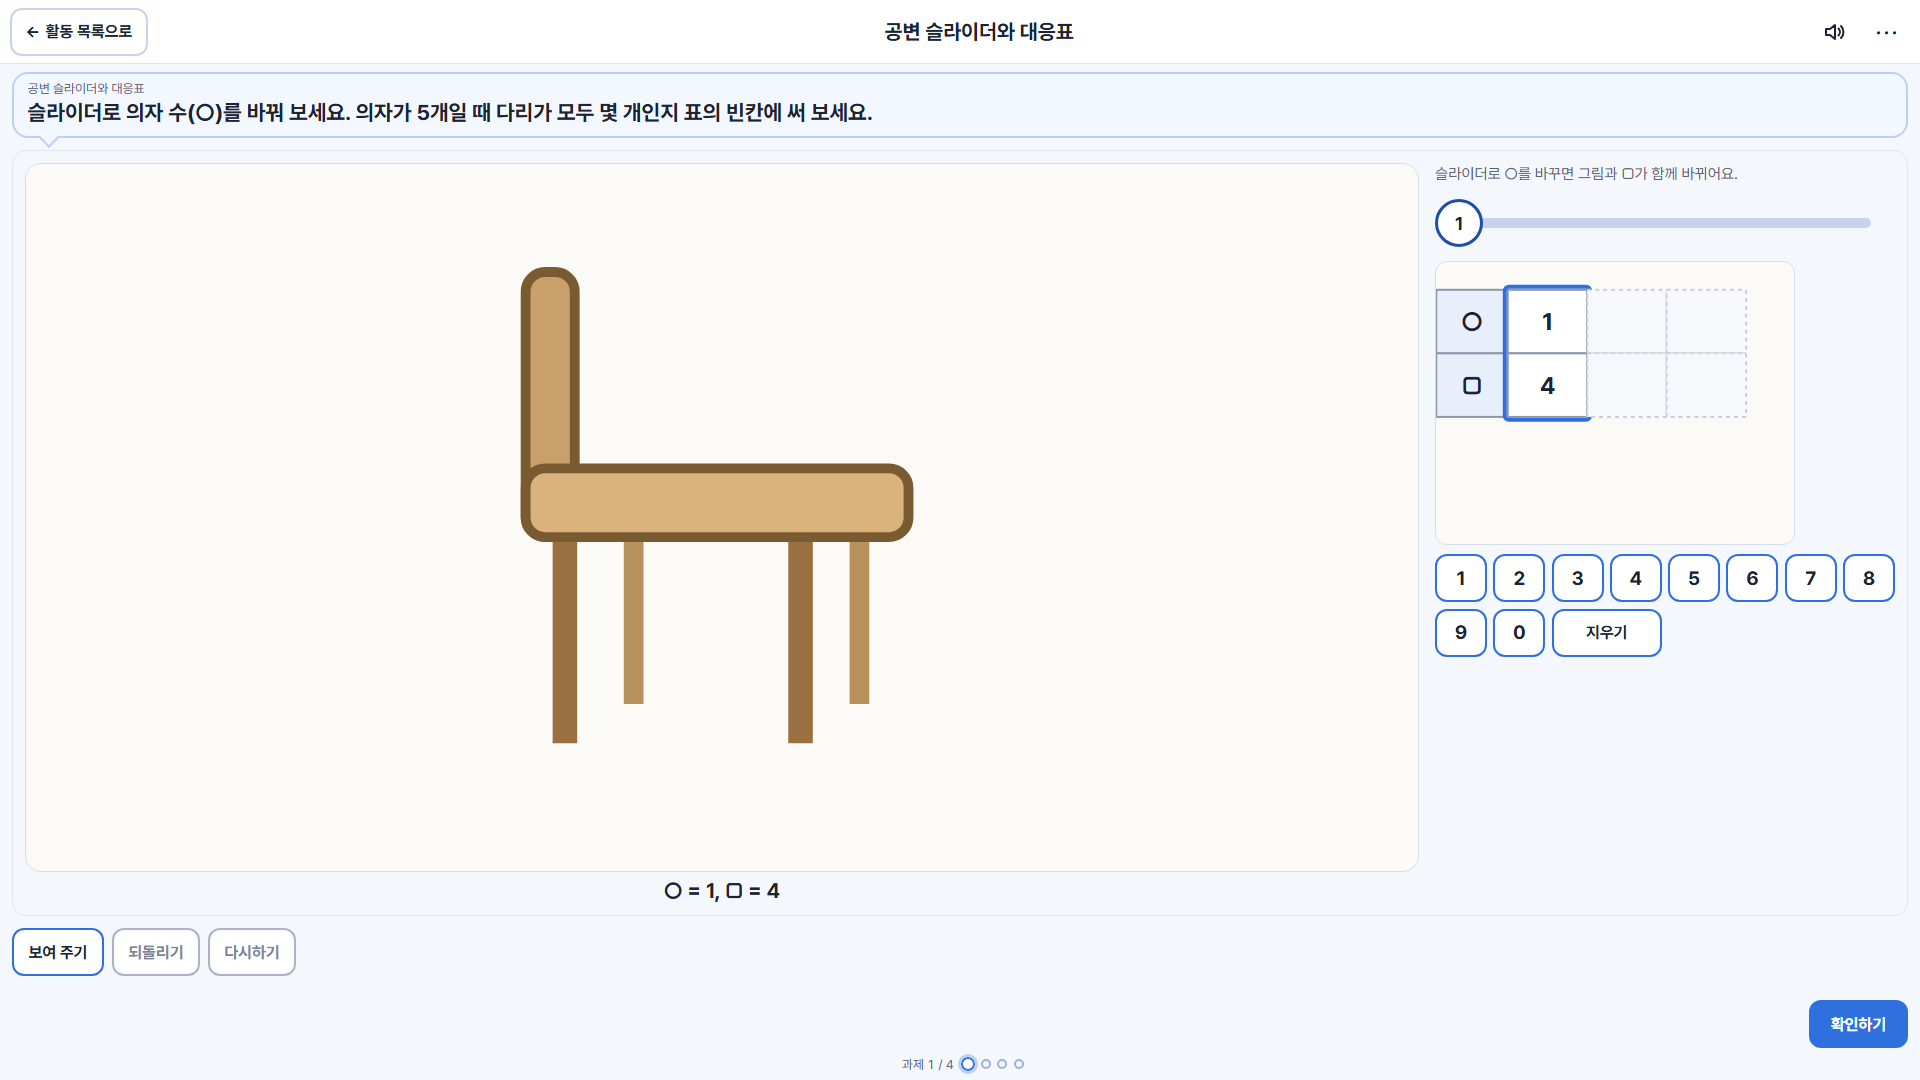 ← 활동 목록으로
공변 슬라이더와 대응표
공변 슬라이더와 대응표
슬라이더로 의자 수(○)를 바꿔 보세요. 의자가 5개일 때 다리가 모두 몇 개인지 표의 빈칸에 써 보세요.
슬라이더로 ○를 바꾸면 그림과 □가 함께 바뀌어요.
1
○ 1
□ 4
1 2 3 4 5 6 7 8
9 0 지우기
○ = 1, □ = 4
보여 주기 되돌리기 다시하기
확인하기
과제 1 / 4